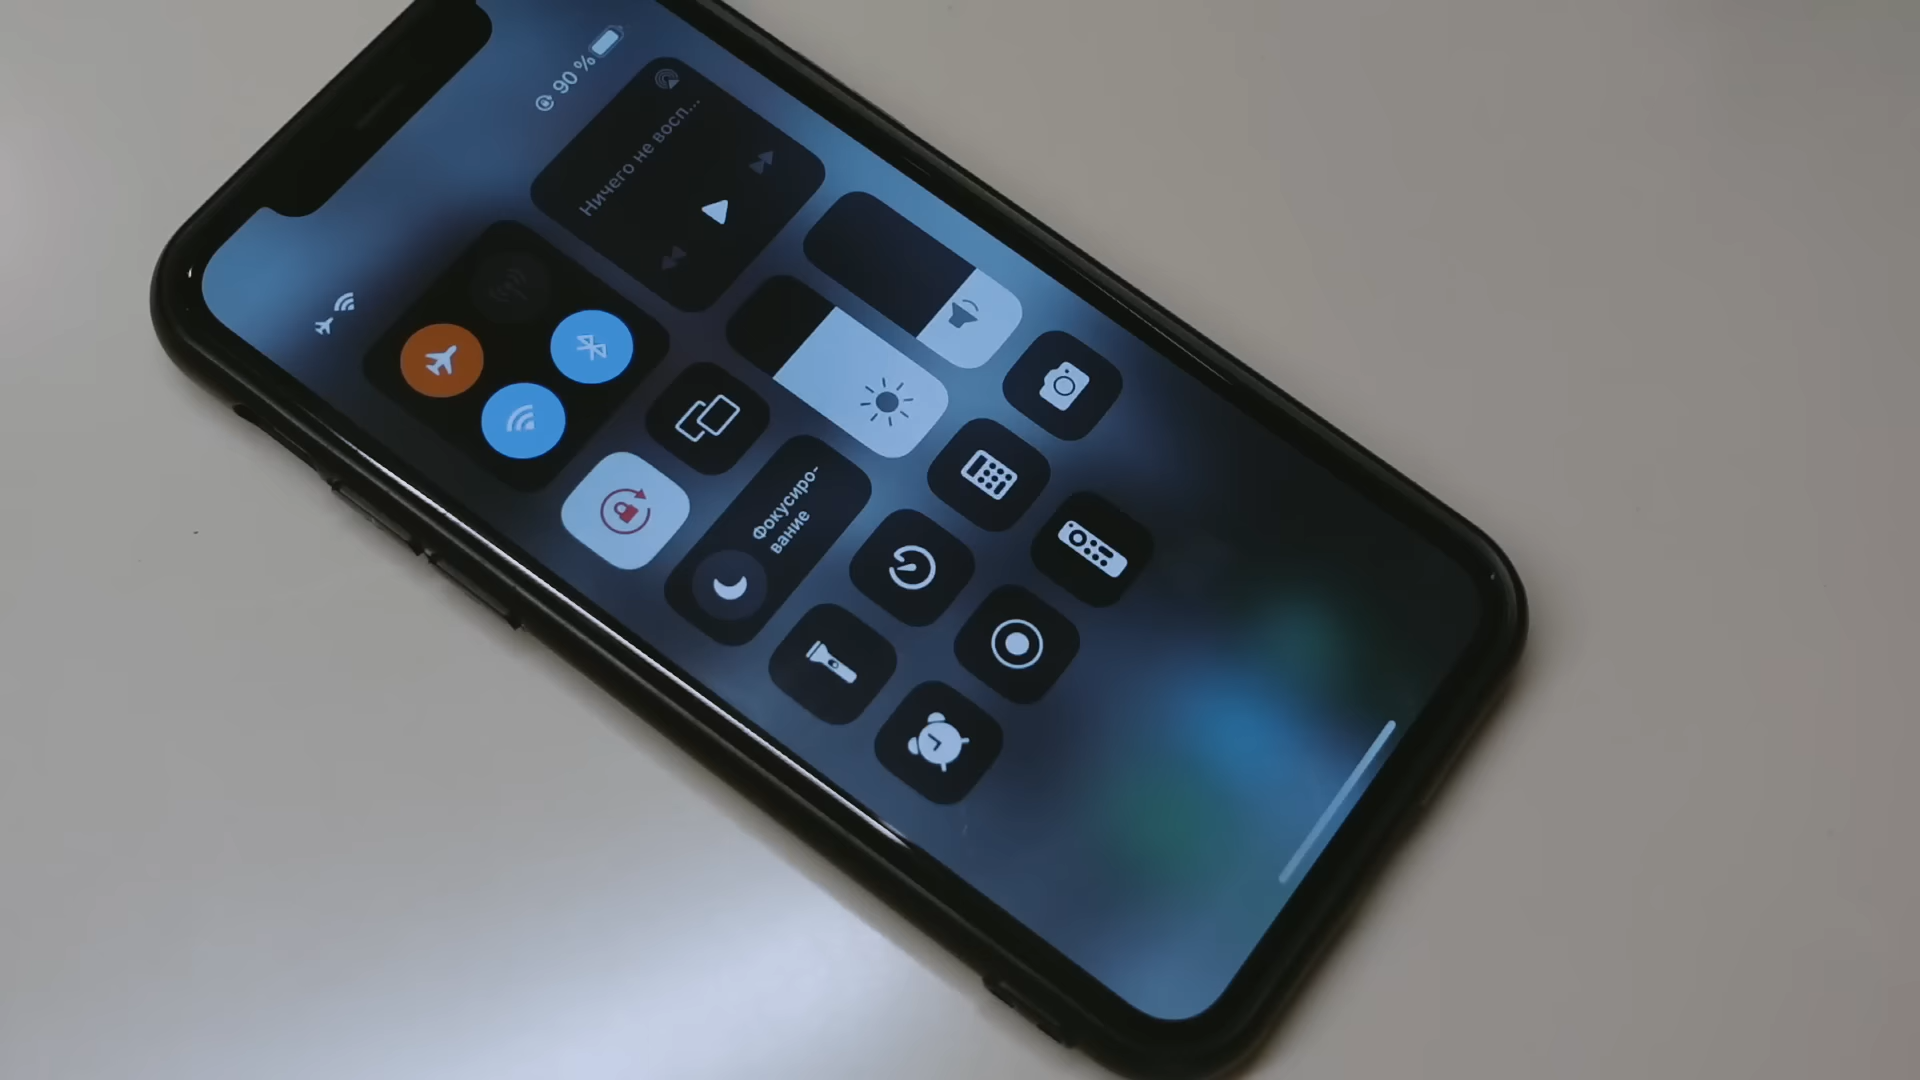 90 %
Ничего не восп...
Фокусиро-
вание